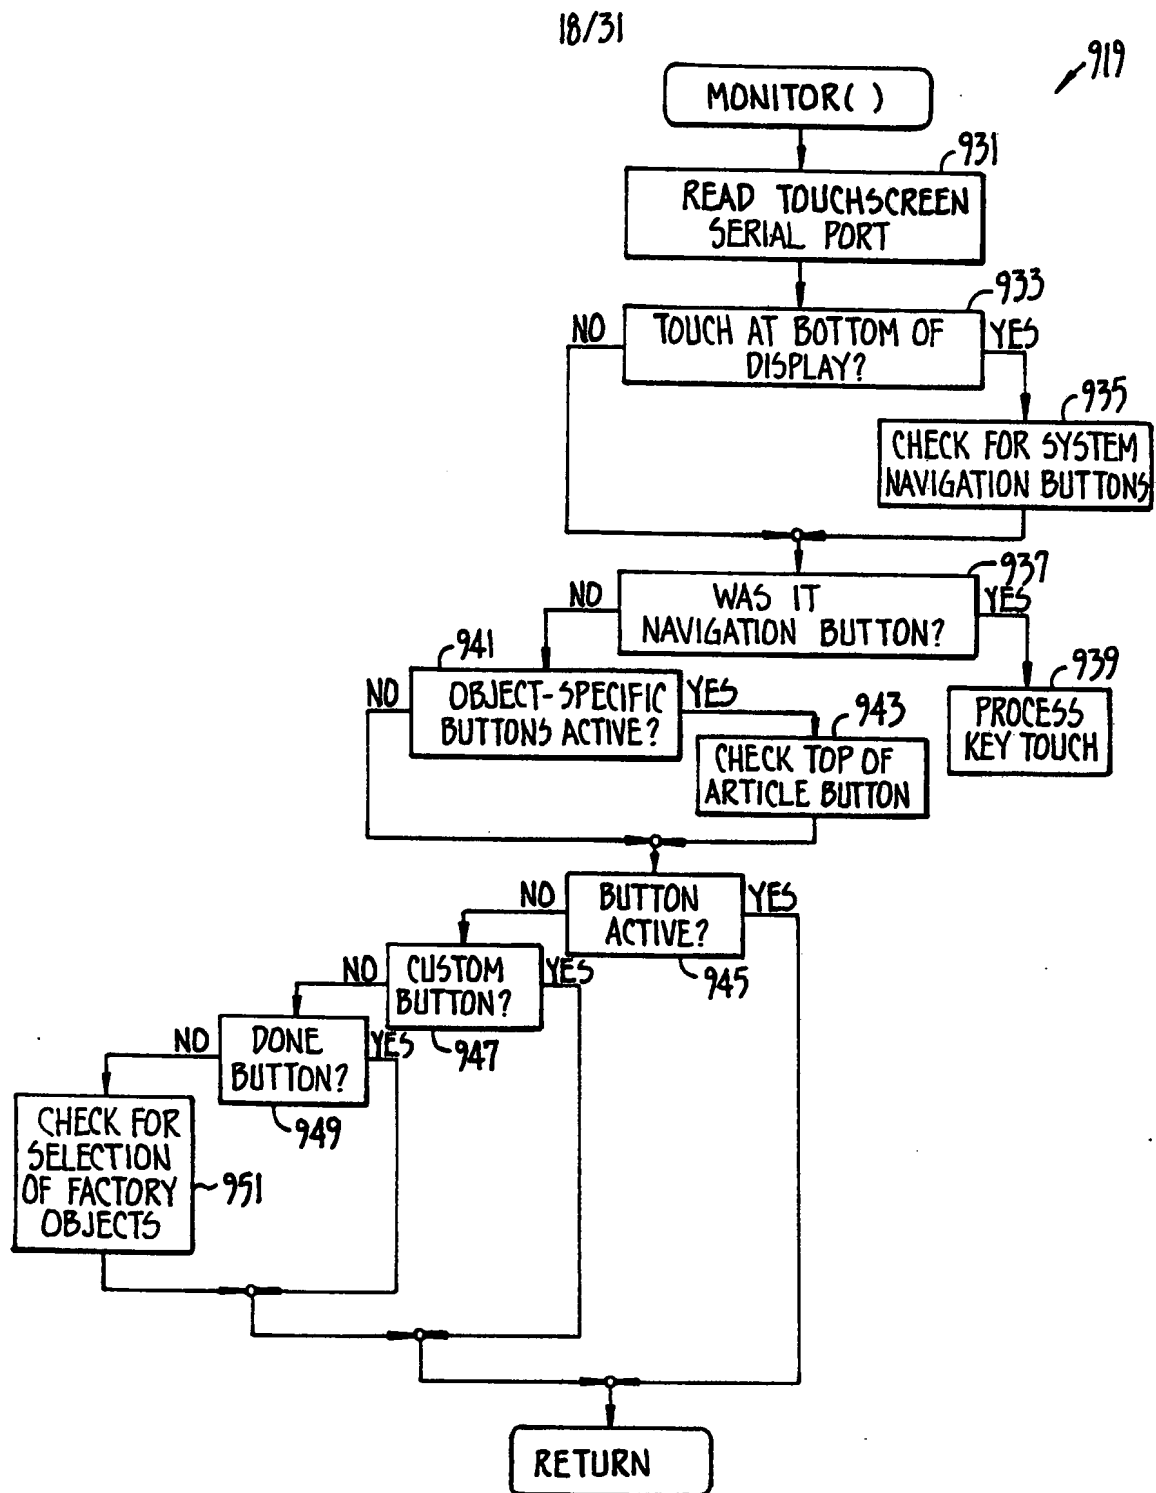 18/31
919
MONITOR( )
931
READ TOUCHSCREEN
SERIAL PORT
933
NO
TOUCH AT BOTTOM OF
DISPLAY?
YES
935
CHECK FOR SYSTEM
NAVIGATION BUTTONS
937
NO
WAS IT
NAVIGATION BUTTON?
YES
941
939
NO
OBJECT-SPECIFIC
BUTTONS ACTIVE?
YES
943
PROCESS
KEY TOUCH
CHECK TOP OF
ARTICLE BUTTON
NO
BUTTON
ACTIVE?
YES
945
NO
CUSTOM
BUTTON?
YES
947
NO
DONE
BUTTON?
YES
949
CHECK FOR
SELECTION
OF FACTORY
OBJECTS
951
RETURN